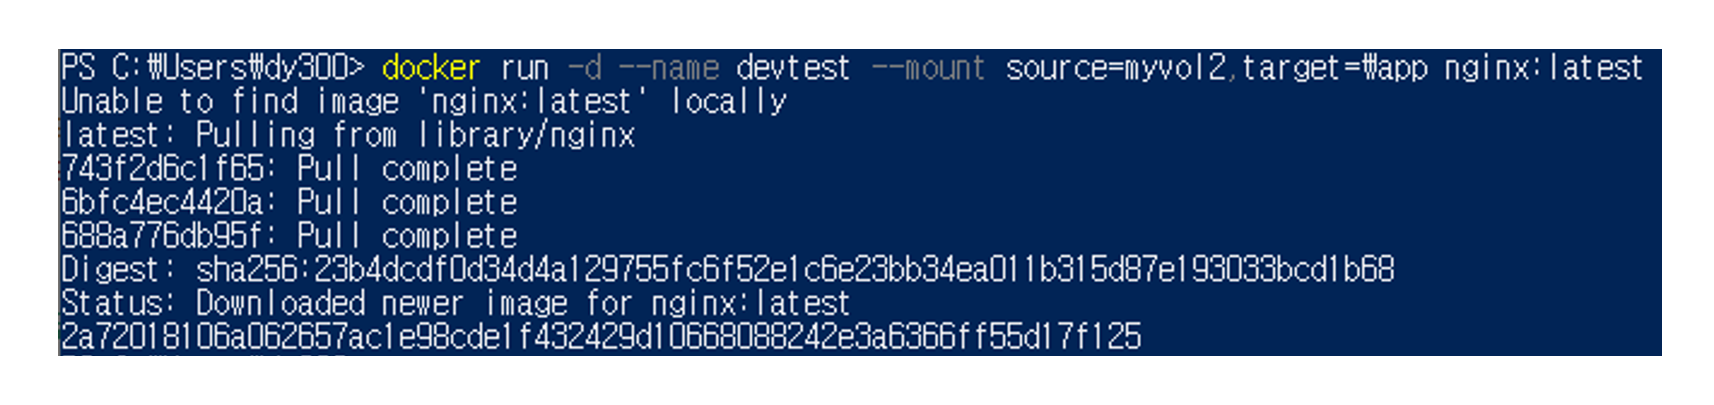 PS C:₩Users₩dy300> docker run -d --name devtest --mount source=myvol2,target=₩app nginx:latest
Unable to find image 'nginx:latest' locally
latest: Pulling from library/nginx
743f2d6c1f65: Pull complete
6bfc4ec4420a: Pull complete
688a776db95f: Pull complete
Digest: sha256:23b4dcdf0d34d4a129755fc6f52e1c6e23bb34ea011b315d87e193033bcd1b68
Status: Downloaded newer image for nginx:latest
2a72018106a062657ac1e98cde1f432429d10668088242e3a6366ff55d17f125